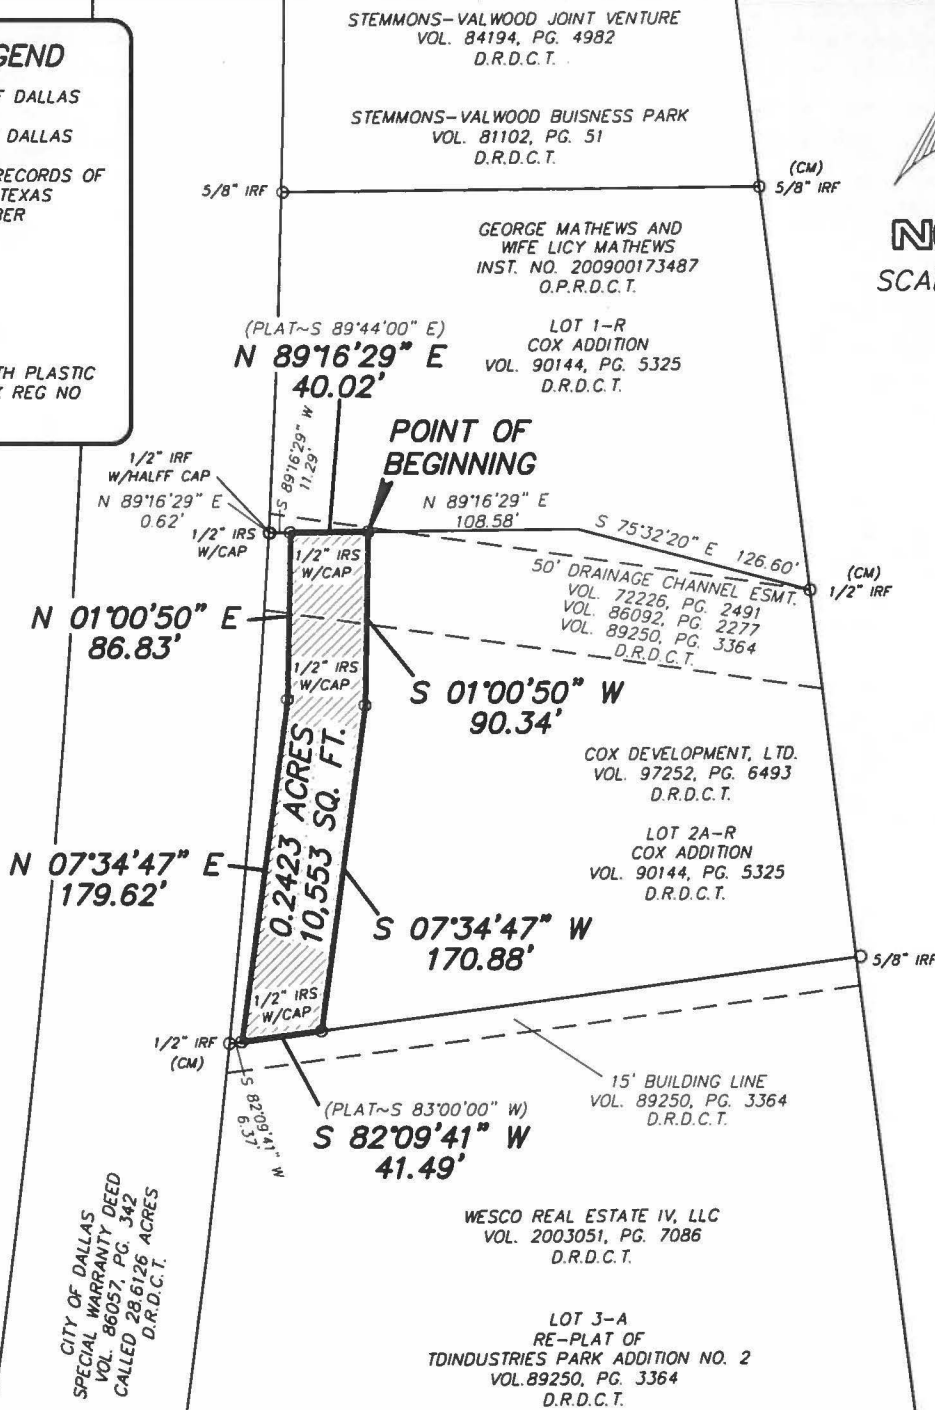 STEMMONS-VALWOOD JOINT VENTURE
VOL. 84194, PG. 4982
D.R.D.C.T.
STEMMONS-VALWOOD BUISNESS PARK
VOL. 81102, PG. 51
D.R.D.C.T.
DALLAS
DALLAS
RECORDS OF
TEXAS
PLASTIC
REG NO
5/8" IRF
(CM)
5/8" IRF
GEORGE MATHEWS AND
WIFE LICY MATHEWS
INST. NO. 200900173487
O.P.R.D.C.T.
LOT 1-R
COX ADDITION
VOL. 90144, PG. 5325
D.R.D.C.T.
(PLAT~S 89°44'00" E)
N 89°16'29" E
40.02'
S 89°16'29" W
11.29'
POINT OF
BEGINNING
1/2" IRF
W/HALFF CAP
N 89°16'29" E
0.62'
1/2" IRS
W/CAP
N 89°16'29" E
108.58'
S 75°32'20" E 126.60'
(CM)
1/2" IRF
1/2" IRS
W/CAP
50' DRAINAGE CHANNEL ESMT.
VOL. 72226, PG. 2491
VOL. 86092, PG. 2277
VOL. 89250, PG. 3364
D.R.D.C.T.
N 01°00'50" E
86.83'
1/2" IRS
W/CAP
S 01°00'50" W
90.34'
0.2423 ACRES
10,553 SQ. FT.
COX DEVELOPMENT, LTD.
VOL. 97252, PG. 6493
D.R.D.C.T.
LOT 2A-R
COX ADDITION
VOL. 90144, PG. 5325
D.R.D.C.T.
N 07°34'47" E
179.62'
S 07°34'47" W
170.88'
5/8" IRF
1/2" IRS
W/CAP
1/2" IRF
(CM)
S 82°09'41" W
6.37'
(PLAT~S 83°00'00" W)
S 82°09'41" W
41.49'
15' BUILDING LINE
VOL. 89250, PG. 3364
D.R.D.C.T.
CITY OF DALLAS
SPECIAL WARRANTY DEED
VOL. 86057, PG. 342
CALLED 28.6126 ACRES
D.R.D.C.T.
WESCO REAL ESTATE IV, LLC
VOL. 2003051, PG. 7086
D.R.D.C.T.
LOT 3-A
RE-PLAT OF
TDINDUSTRIES PARK ADDITION NO. 2
VOL.89250, PG. 3364
D.R.D.C.T.